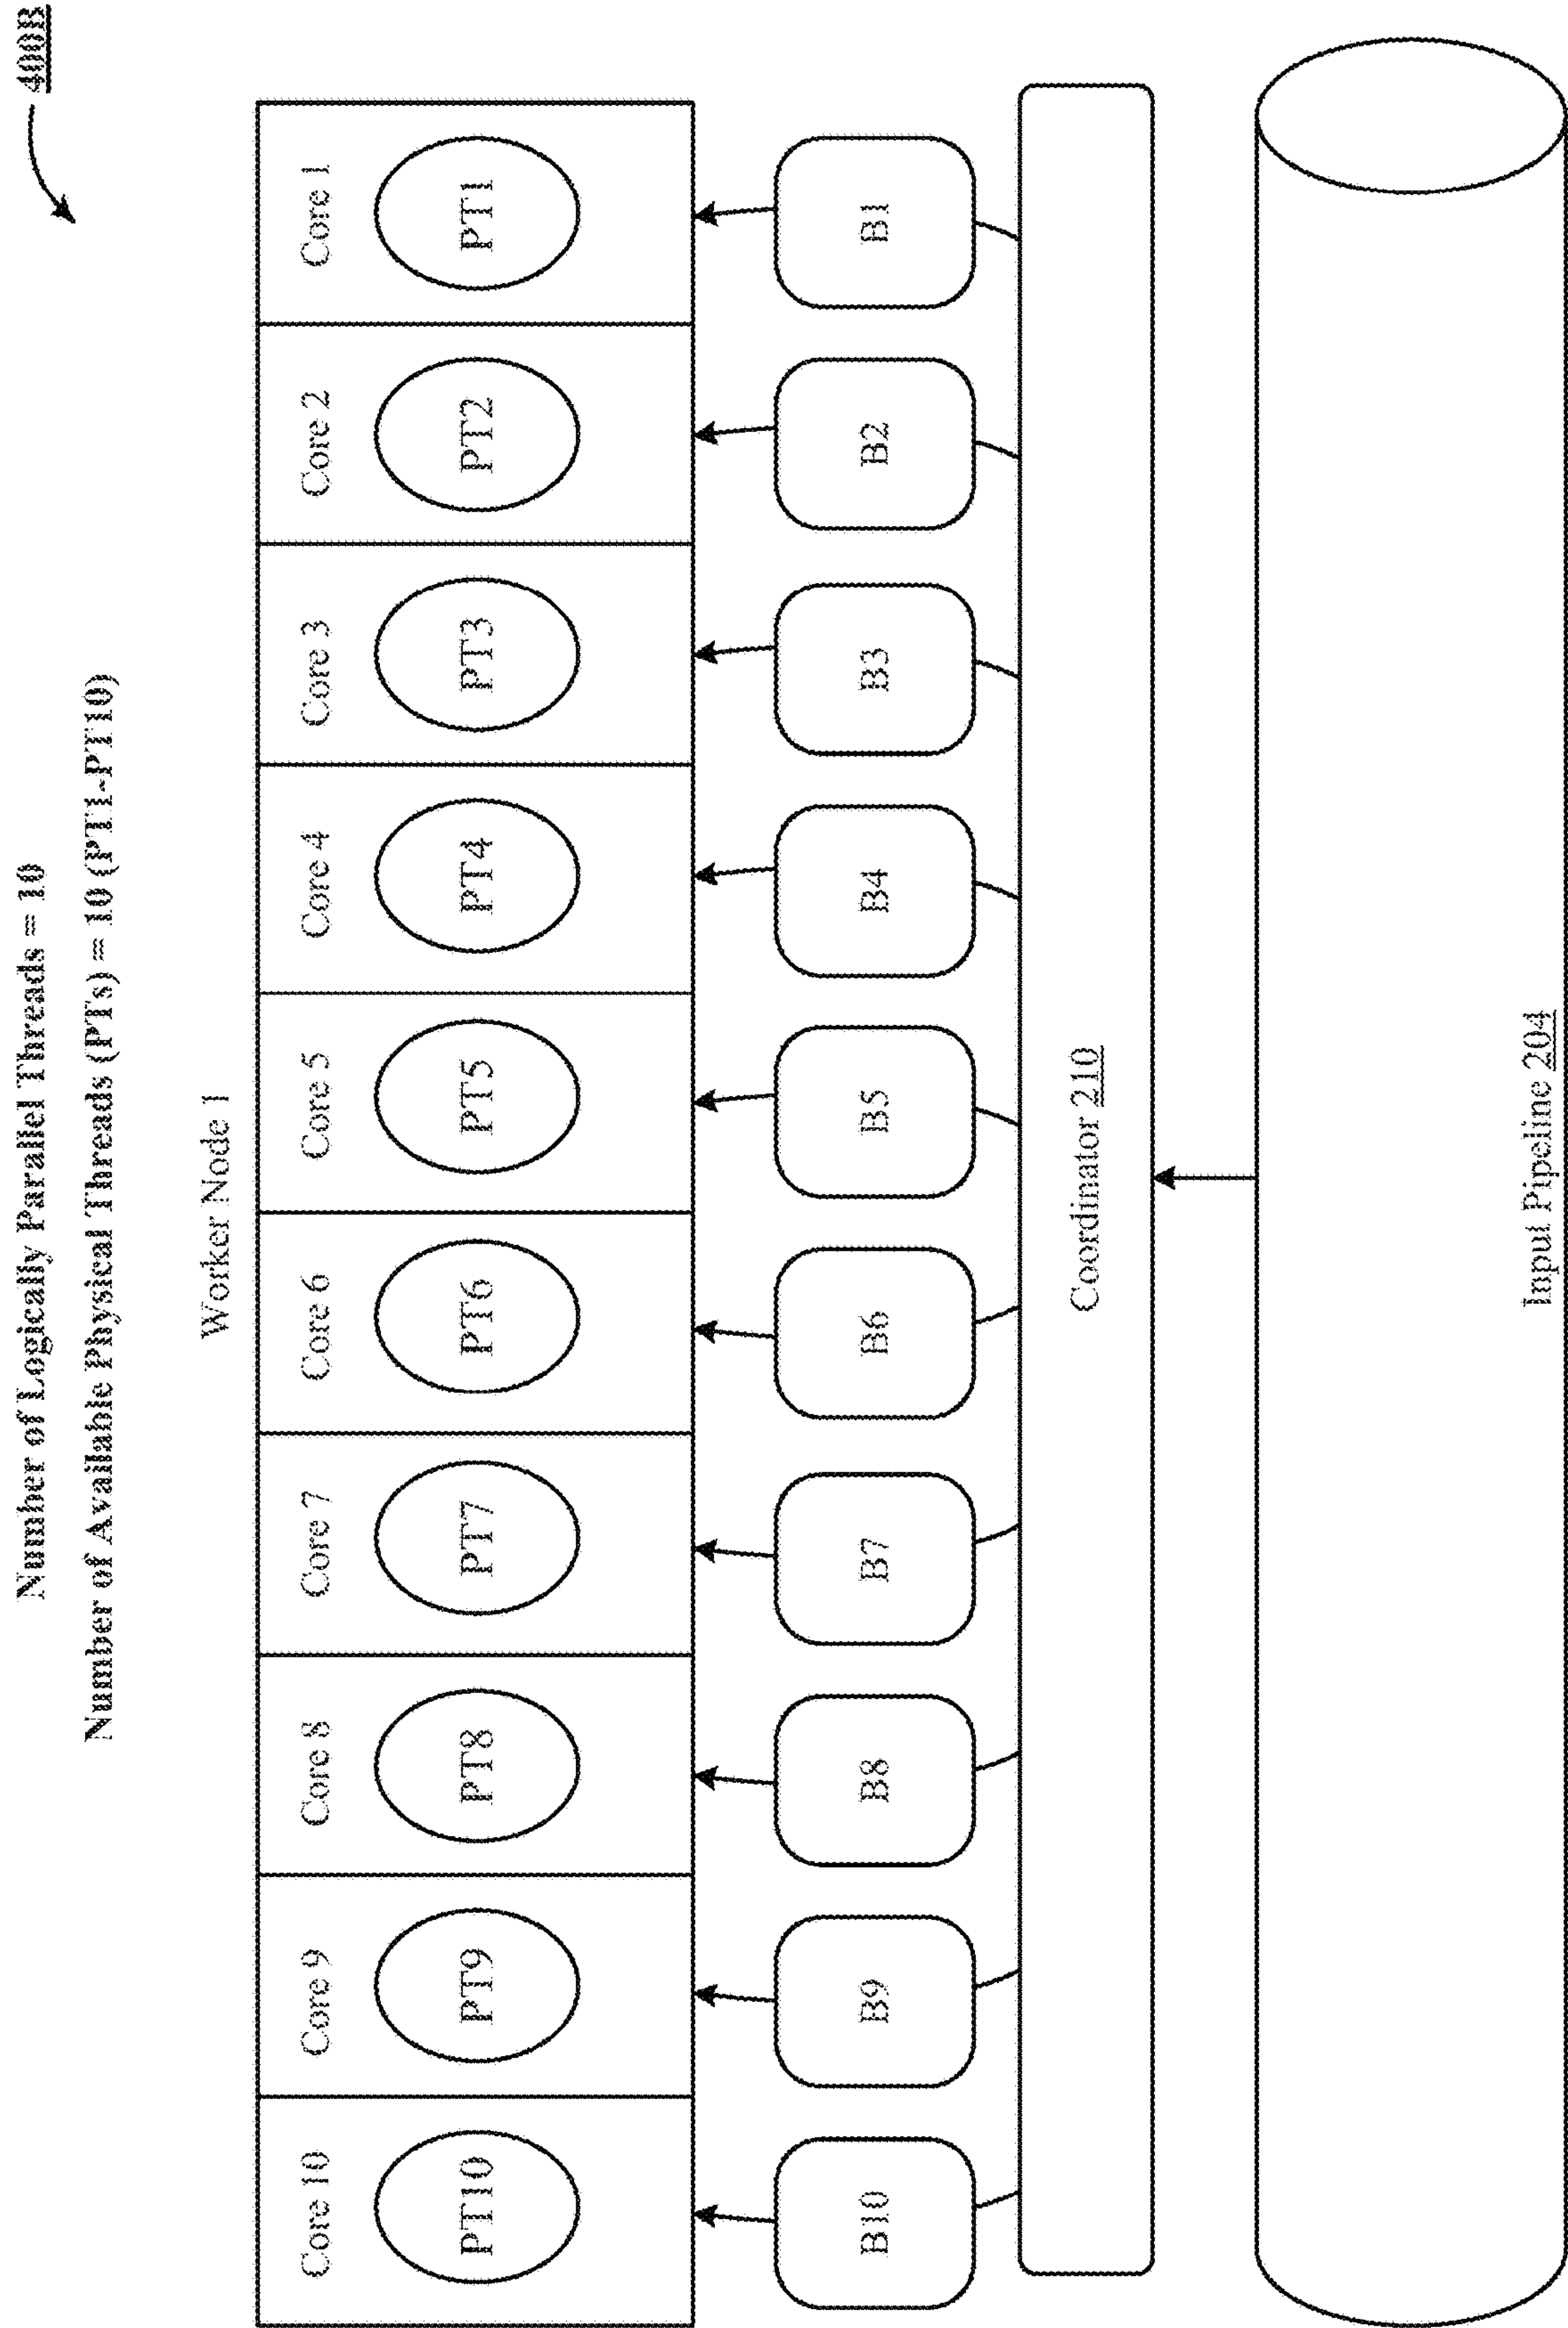 400B
Number of Logically Parallel Threads = 10
Number of Available Physical Threads (PTs) = 10 (PT1-PT10)
Worker Node 1
Core 10
Core 9
Core 8
Core 7
Core 6
Core 5
Core 4
Core 3
Core 2
Core 1
PT10
PT9
PT8
PT7
PT6
PT5
PT4
PT3
PT2
PT1
B10
B9
B8
B7
B6
B5
B4
B3
B2
B1
Coordinator 210
Input Pipeline 204